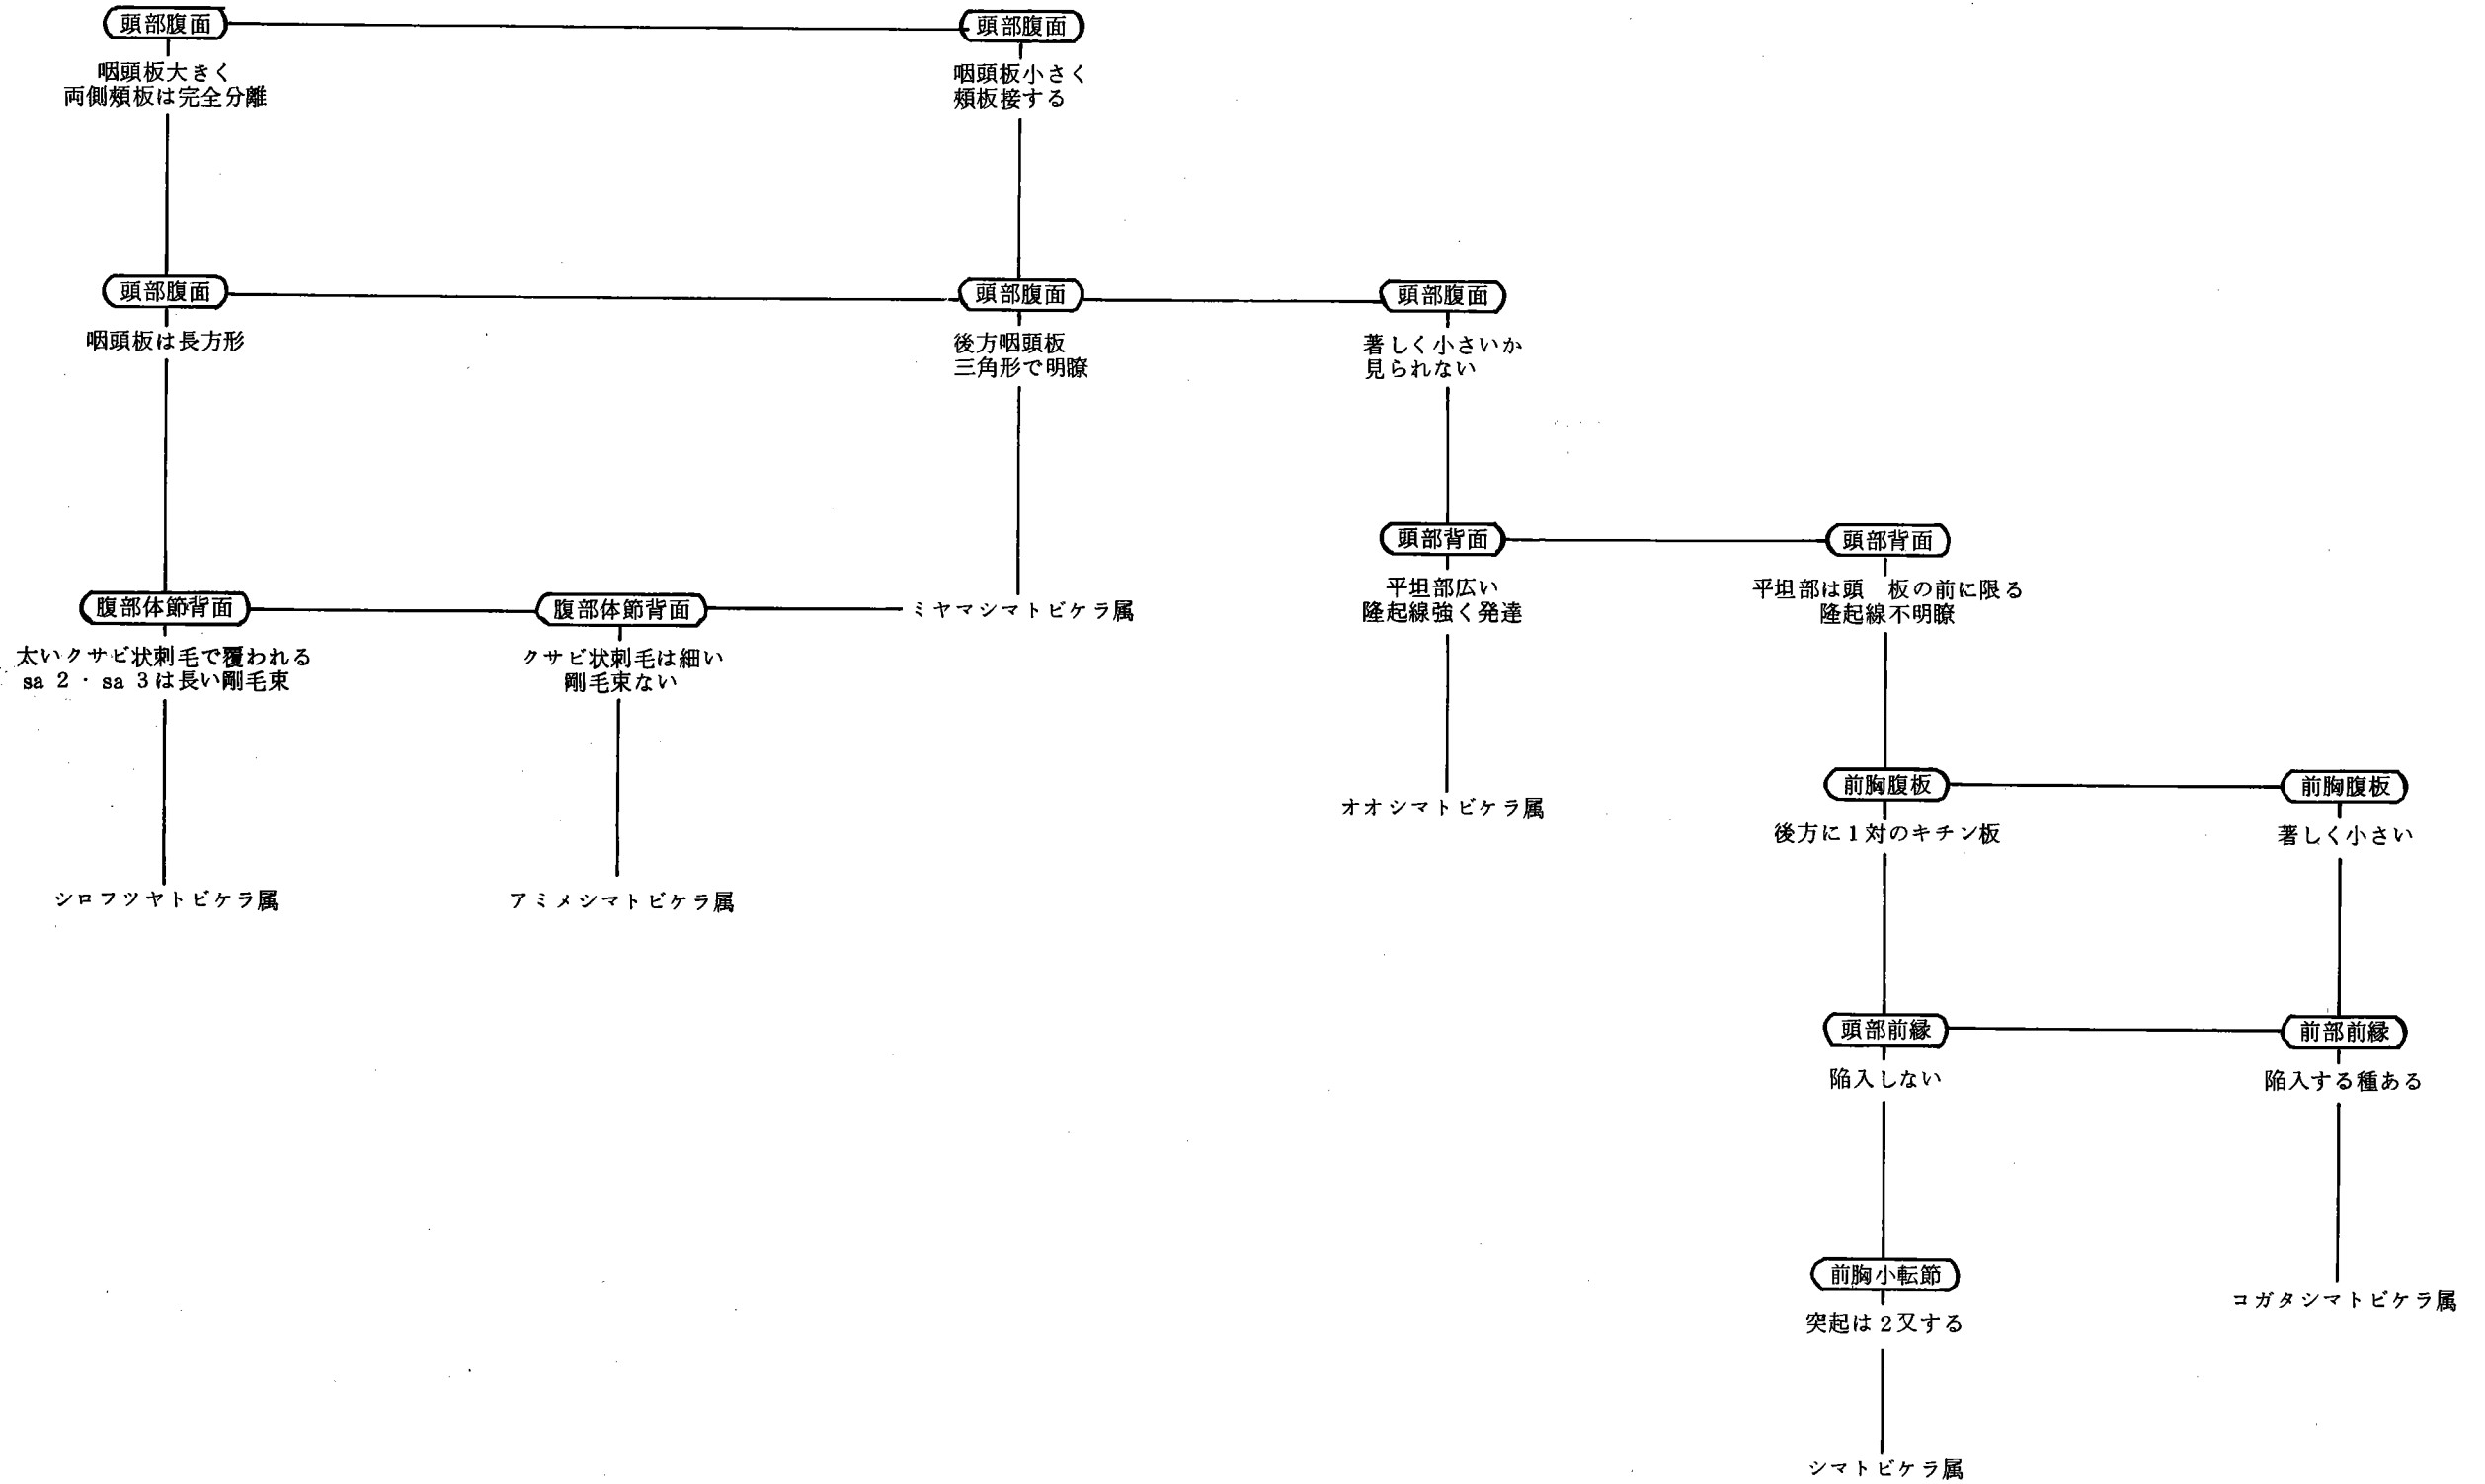 頭部腹面
頭部腹面
咽頭板大きく
両側頰板は完全分離
咽頭板小さく
頰板接する
頭部腹面
頭部腹面
頭部腹面
咽頭板は長方形
後方咽頭板
三角形で明瞭
著しく小さいか
見られない
頭部背面
頭部背面
平坦部広い
隆起線強く発達
平坦部は頭　板の前に限る
隆起線不明瞭
腹部体節背面
腹部体節背面
ミヤマシマトビケラ属
太いクサビ状刺毛で覆われる
sa 2・sa 3は長い剛毛束
クサビ状刺毛は細い
剛毛束ない
前胸腹板
前胸腹板
オオシマトビケラ属
後方に1対のキチン板
著しく小さい
シロフツヤトビケラ属
アミメシマトビケラ属
頭部前縁
前部前縁
陥入しない
陥入する種ある
前胸小転節
コガタシマトビケラ属
突起は2又する
シマトビケラ属